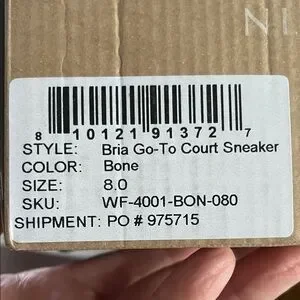 NI
8 10121 91372 7
STYLE: Bria Go-To Court Sneaker
COLOR: Bone
SIZE: 8.0
SKU: WF-4001-BON-080
SHIPMENT: PO # 975715